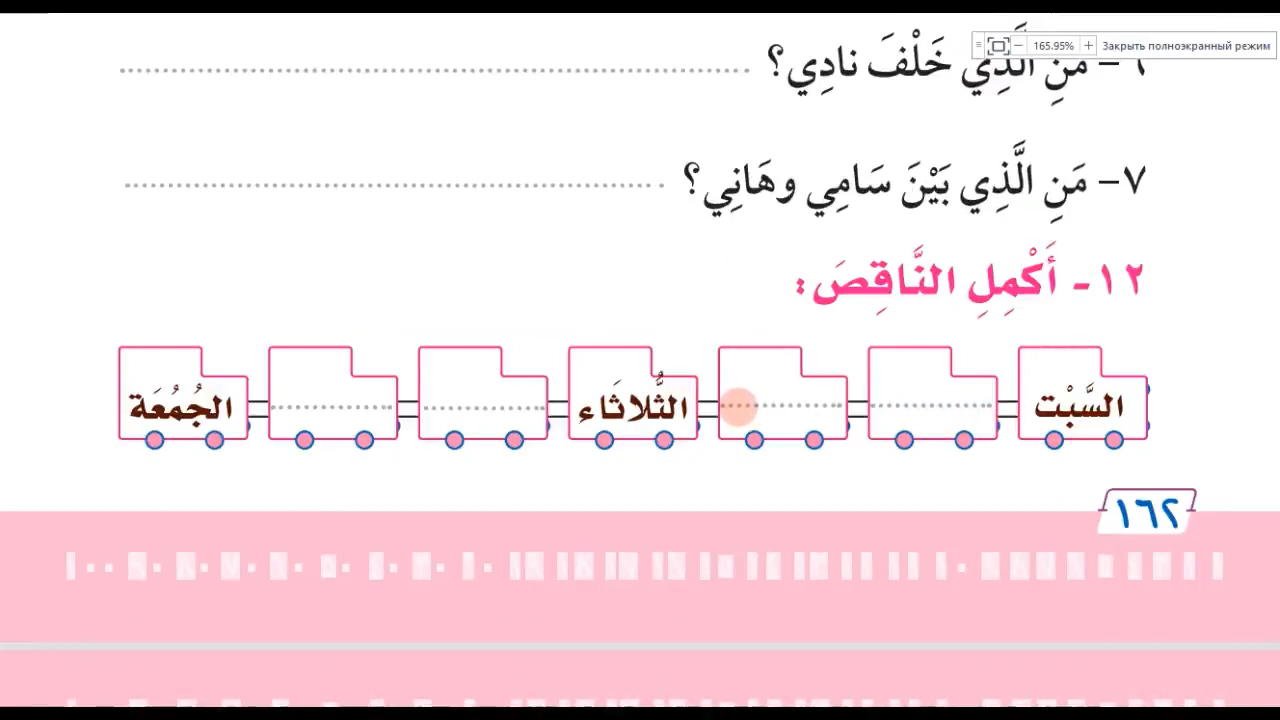 165.95% Закрыть полноэкранный режим
٦– مَنِ الَّذِي خَلْفَ نادِي؟
٧– مَنِ الَّذِي بَيْنَ سَامِي وهَانِي؟
١٢- أَكْمِلِ النَّاقِصَ:
السَّبْت الثُّلاثَاء الجُمُعَة
١٦٢